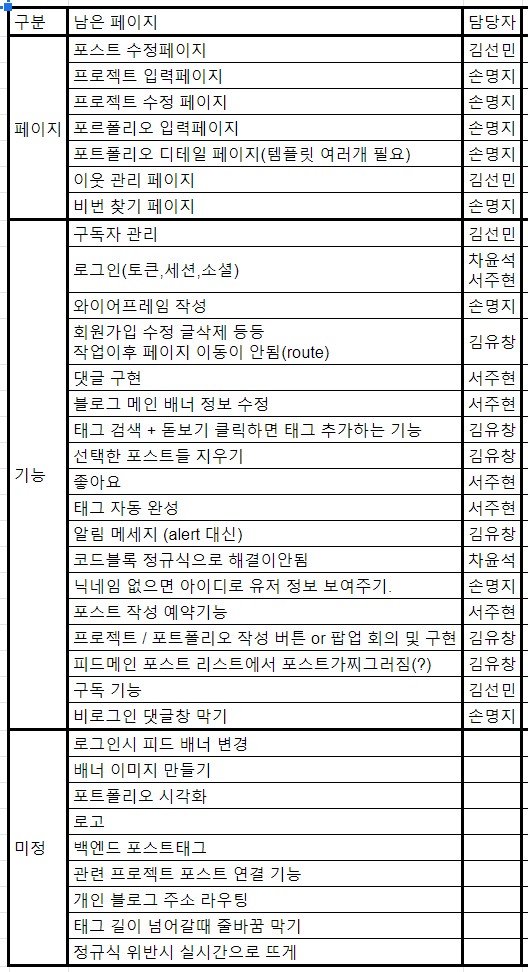 구분 남은 페이지 담당자
페이지
포스트 수정페이지 김선민
프로젝트 입력페이지 손명지
프로젝트 수정 페이지 손명지
포르폴리오 입력페이지 손명지
포트폴리오 디테일 페이지(템플릿 여러개 필요) 손명지
이웃 관리 페이지 김선민
비번 찾기 페이지 손명지
기능
구독자 관리 김선민
로그인(토큰,세션,소셜) 차윤석
서주현
와이어프레임 작성 손명지
회원가입 수정 글삭제 등등
작업이후 페이지 이동이 안됨(route) 김유창
댓글 구현 서주현
블로그 메인 배너 정보 수정 서주현
태그 검색 + 돋보기 클릭하면 태그 추가하는 기능 김유창
선택한 포스트들 지우기 김유창
좋아요 서주현
태그 자동 완성 서주현
알림 메세지 (alert 대신) 김유창
코드블록 정규식으로 해결이안됨 차윤석
닉네임 없으면 아이디로 유저 정보 보여주기. 손명지
포스트 작성 예약기능 서주현
프로젝트 / 포트폴리오 작성 버튼 or 팝업 회의 및 구현 김유창
피드메인 포스트 리스트에서 포스트가찌그러짐(?) 김유창
구독 기능 김선민
비로그인 댓글창 막기 손명지
미정
로그인시 피드 배너 변경
배너 이미지 만들기
포트폴리오 시각화
로고
백엔드 포스트태그
관련 프로젝트 포스트 연결 기능
개인 블로그 주소 라우팅
태그 길이 넘어갈때 줄바꿈 막기
정규식 위반시 실시간으로 뜨게